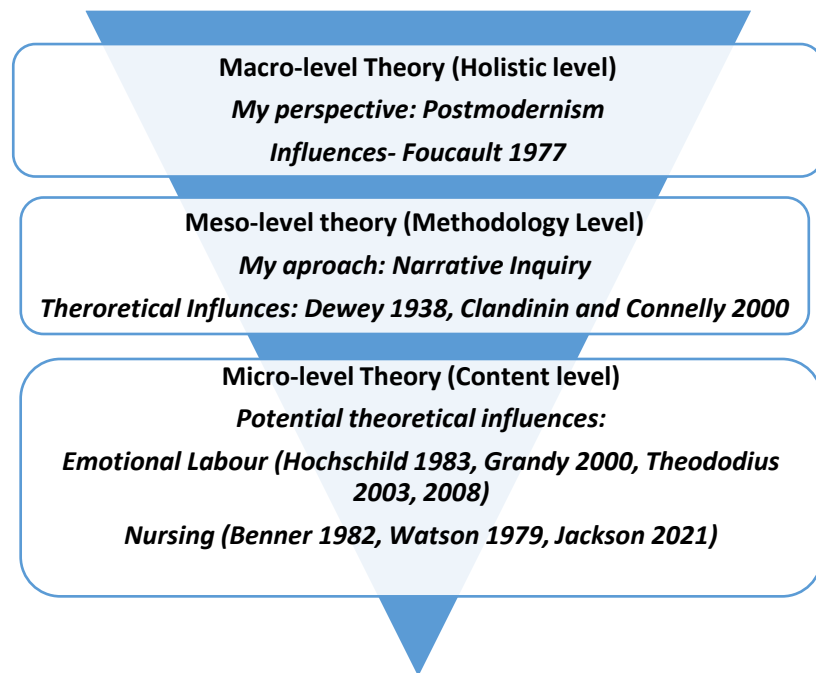 Macro-level Theory (Holistic level)
My perspective: Postmodernism
Influences- Foucault 1977
Meso-level theory (Methodology Level)
My aproach: Narrative Inquiry
Theroretical Influnces: Dewey 1938, Clandinin and Connelly 2000
Micro-level Theory (Content level)
Potential theoretical influences:
Emotional Labour (Hochschild 1983, Grandy 2000, Theododius
2003, 2008)
Nursing (Benner 1982, Watson 1979, Jackson 2021)